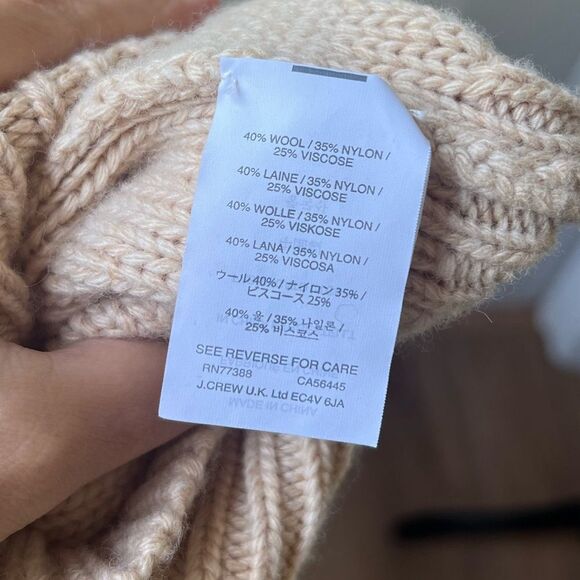 40% WOOL / 35% NYLON /
25% VISCOSE
40% LAINE / 35% NYLON /
25% VISCOSE
40% WOLLE / 35% NYLON /
25% VISKOSE
40% LANA / 35% NYLON /
25% VISCOSA
ウール 40% / ナイロン 35% /
ビスコース 25%
40% 울 / 35% 나일론 /
25% 비스코스
SEE REVERSE FOR CARE
RN77388 CA56445
J.CREW U.K. Ltd EC4V 6JA
MADE IN CHINA